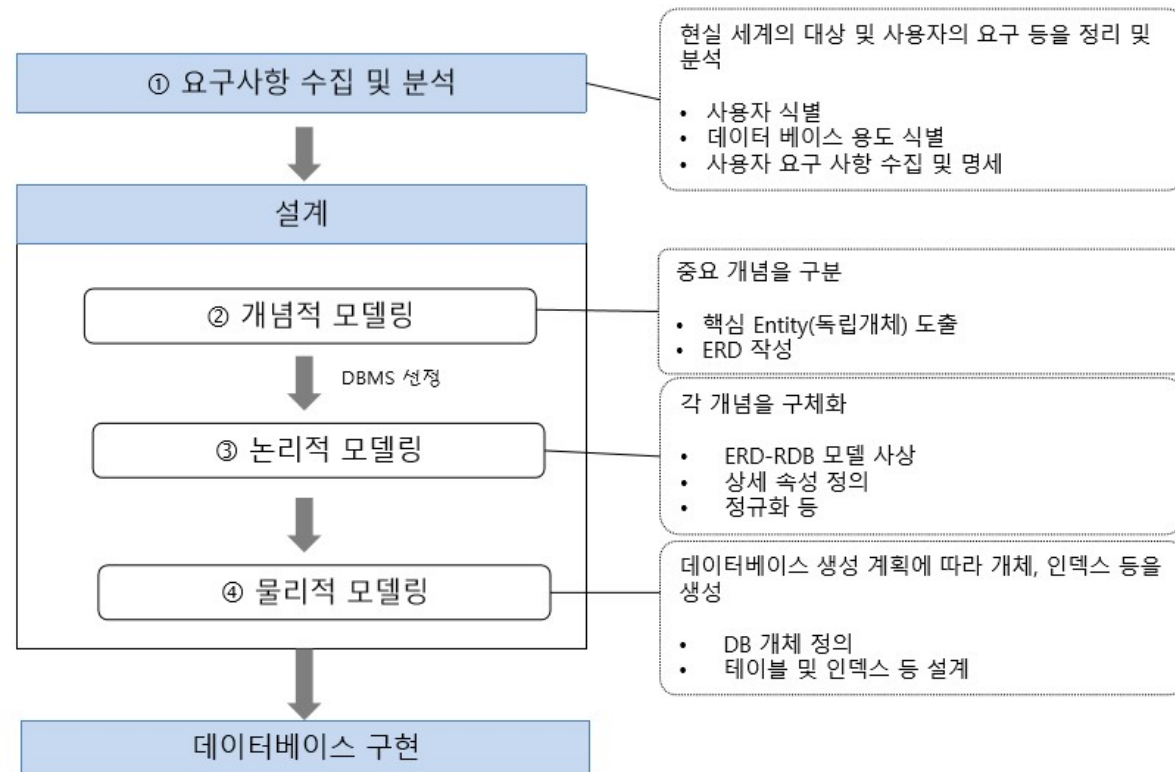 ① 요구사항 수집 및 분석
현실 세계의 대상 및 사용자의 요구 등을 정리 및
분석
• 사용자 식별
• 데이터 베이스 용도 식별
• 사용자 요구 사항 수집 및 명세
설계
② 개념적 모델링
중요 개념을 구분
• 핵심 Entity(독립개체) 도출
• ERD 작성
DBMS 선정
③ 논리적 모델링
각 개념을 구체화
• ERD-RDB 모델 사상
• 상세 속성 정의
• 정규화 등
④ 물리적 모델링
데이터베이스 생성 계획에 따라 개체, 인덱스 등을
생성
• DB 개체 정의
• 테이블 및 인덱스 등 설계
데이터베이스 구현